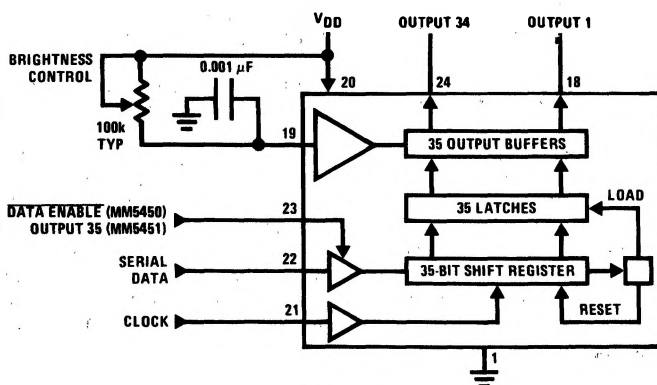 V_DD
OUTPUT 34
OUTPUT 1
BRIGHTNESS
CONTROL
0.001 µF
20
24
18
100k
TYP
19
35 OUTPUT BUFFERS
LOAD
DATA ENABLE (MM5450)
OUTPUT 35 (MM5451)
23
35 LATCHES
SERIAL
DATA
22
35-BIT SHIFT REGISTER
CLOCK
21
RESET
1